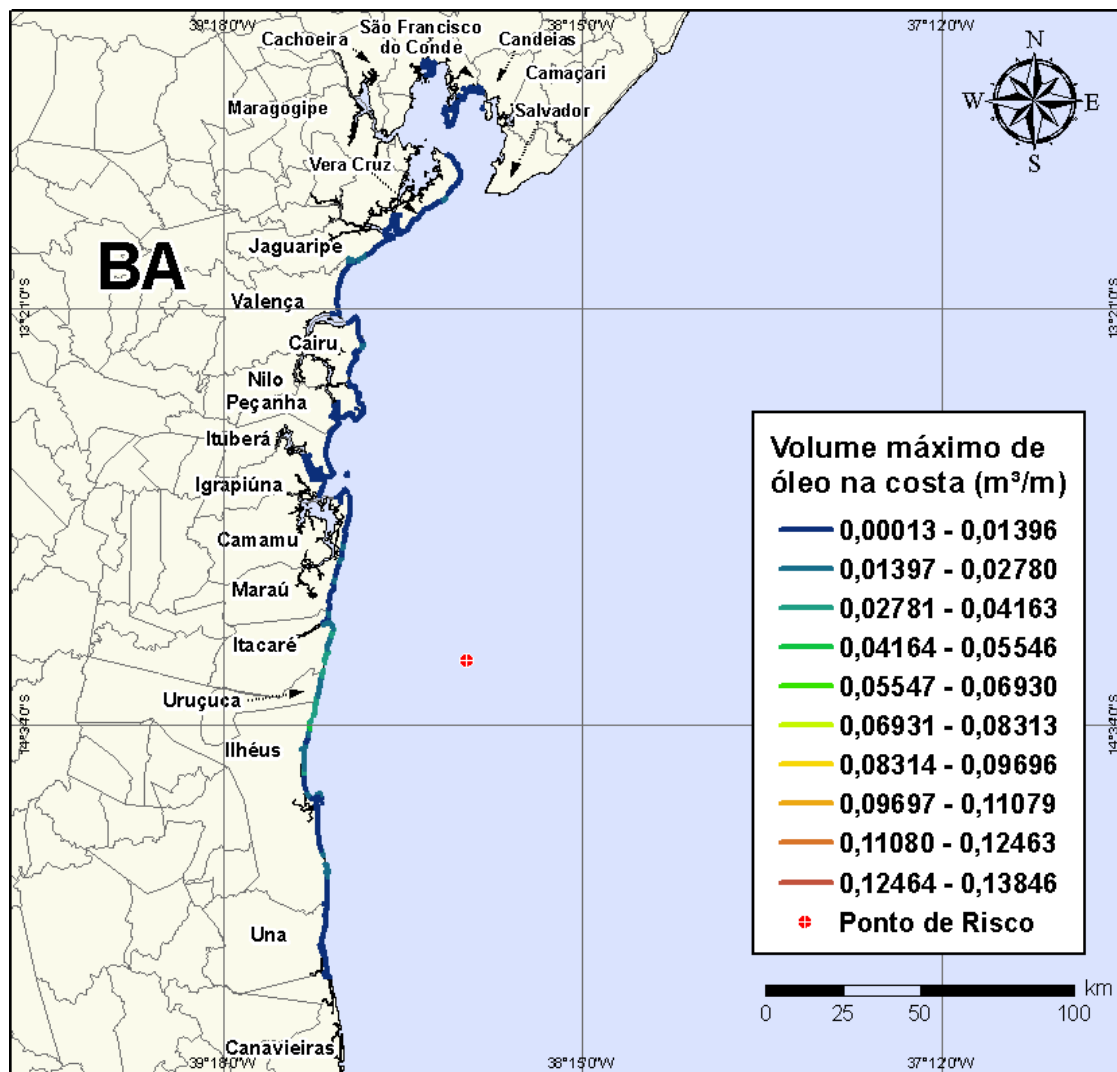 39°18'0"W
38°15'0"W
37°12'0"W
São Francisco
do Conde
Cachoeira
Candeias
Camaçari
Maragogipe
Salvador
Vera Cruz
Jaguaripe
BA
Valença
Cairu
Nilo
Peçanha
Ituberá
Igrapiúna
Camamu
Maraú
Itacaré
Uruçuca
Ilhéus
Una
Canavieiras
N
W
E
S
13°21'0"S
13°21'0"S
14°34'0"S
14°34'0"S
Volume máximo de
óleo na costa (m³/m)
0,00013 - 0,01396
0,01397 - 0,02780
0,02781 - 0,04163
0,04164 - 0,05546
0,05547 - 0,06930
0,06931 - 0,08313
0,08314 - 0,09696
0,09697 - 0,11079
0,11080 - 0,12463
0,12464 - 0,13846
Ponto de Risco
km
0 25 50 100
39°18'0"W
38°15'0"W
37°12'0"W